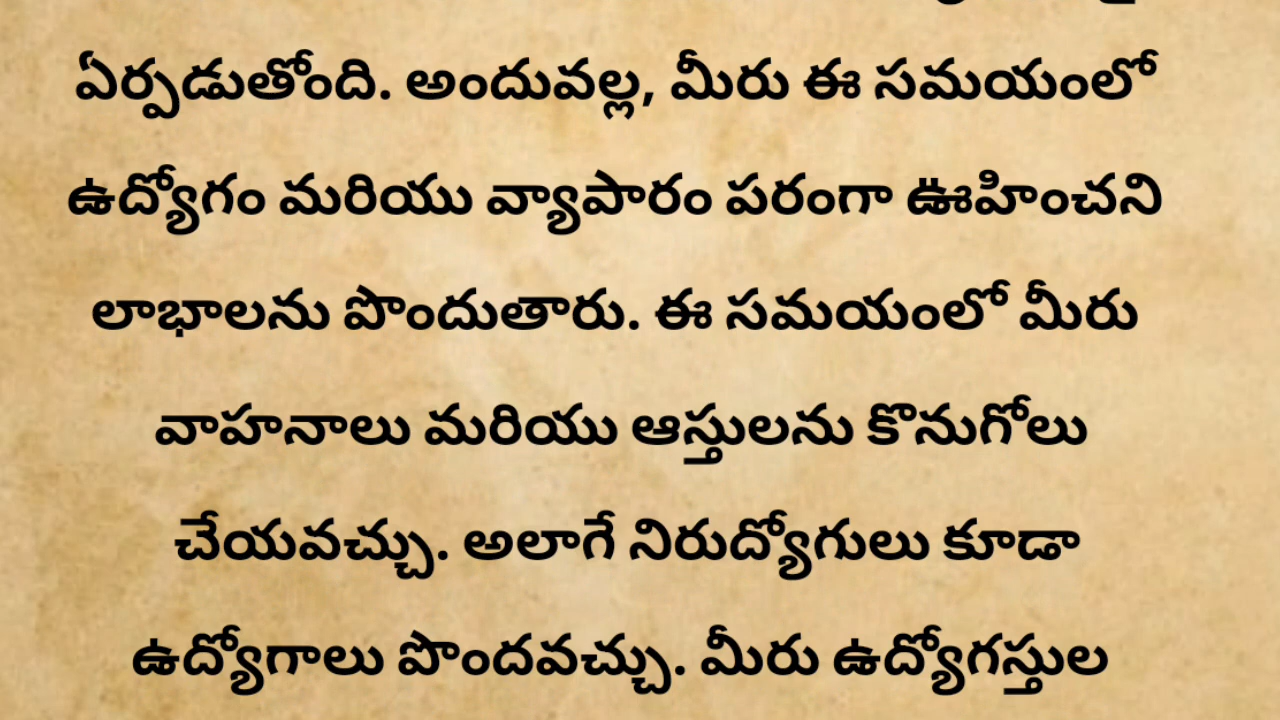 ఏర్పడుతోంది. అందువల్ల, మీరు ఈ సమయంలో
ఉద్యోగం మరియు వ్యాపారం పరంగా ఊహించని
లాభాలను పొందుతారు. ఈ సమయంలో మీరు
వాహనాలు మరియు ఆస్తులను కొనుగోలు
చేయవచ్చు. అలాగే నిరుద్యోగులు కూడా
ఉద్యోగాలు పొందవచ్చు. మీరు ఉద్యోగస్తుల